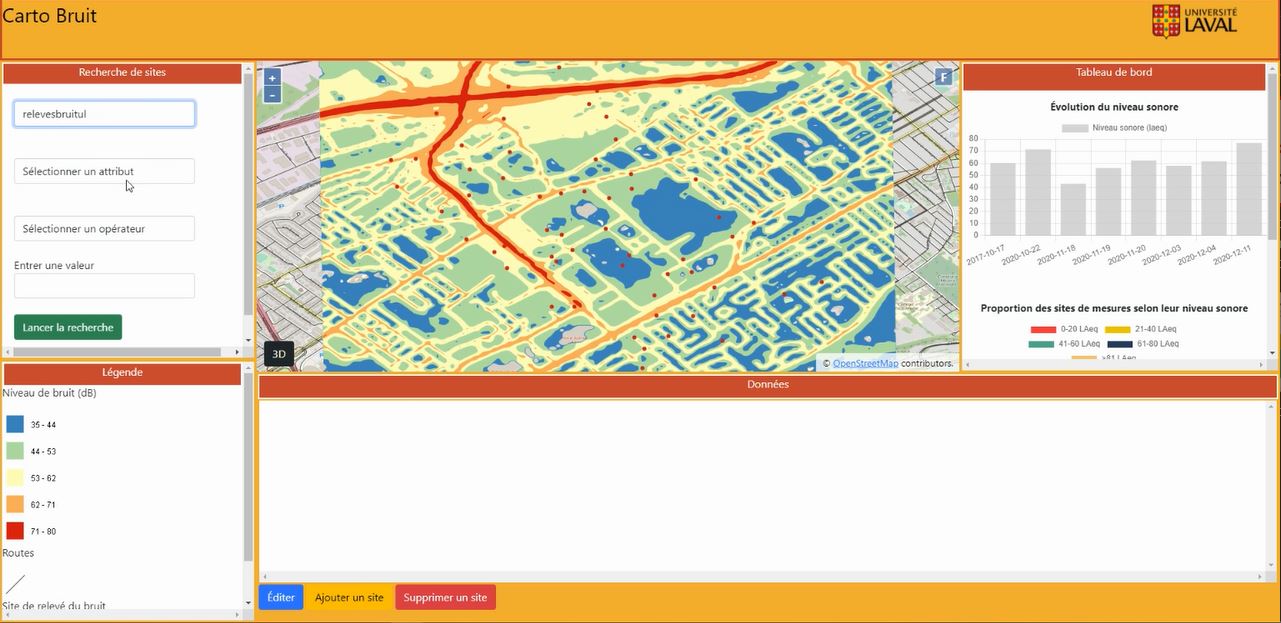 Carto Bruit
UNIVERSITÉ
LAVAL
Recherche de sites
relevesbruitul
Sélectionner un attribut
Sélectionner un opérateur
Entrer une valeur
Lancer la recherche
+
-
F
3D
© OpenStreetMap contributors.
Tableau de bord
Évolution du niveau sonore
Niveau sonore (laeq)
80
70
60
50
40
30
20
10
0
2017-10-17
2020-10-22
2020-11-18
2020-11-19
2020-11-20
2020-12-03
2020-12-04
2020-12-11
Proportion des sites de mesures selon leur niveau sonore
0-20 LAeq
21-40 LAeq
41-60 LAeq
61-80 LAeq
>81 LAeq
Légende
Niveau de bruit (dB)
35 - 44
44 - 53
53 - 62
62 - 71
71 - 80
Routes
Site de relevé du bruit
Données
Éditer
Ajouter un site
Supprimer un site